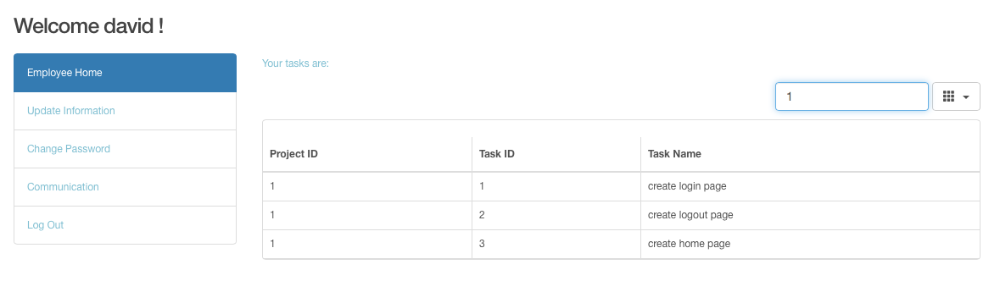 Welcome david !
Employee Home
Update Information
Change Password
Communication
Log Out
Your tasks are:
1
Project ID Task ID Task Name
1 1 create login page
1 2 create logout page
1 3 create home page